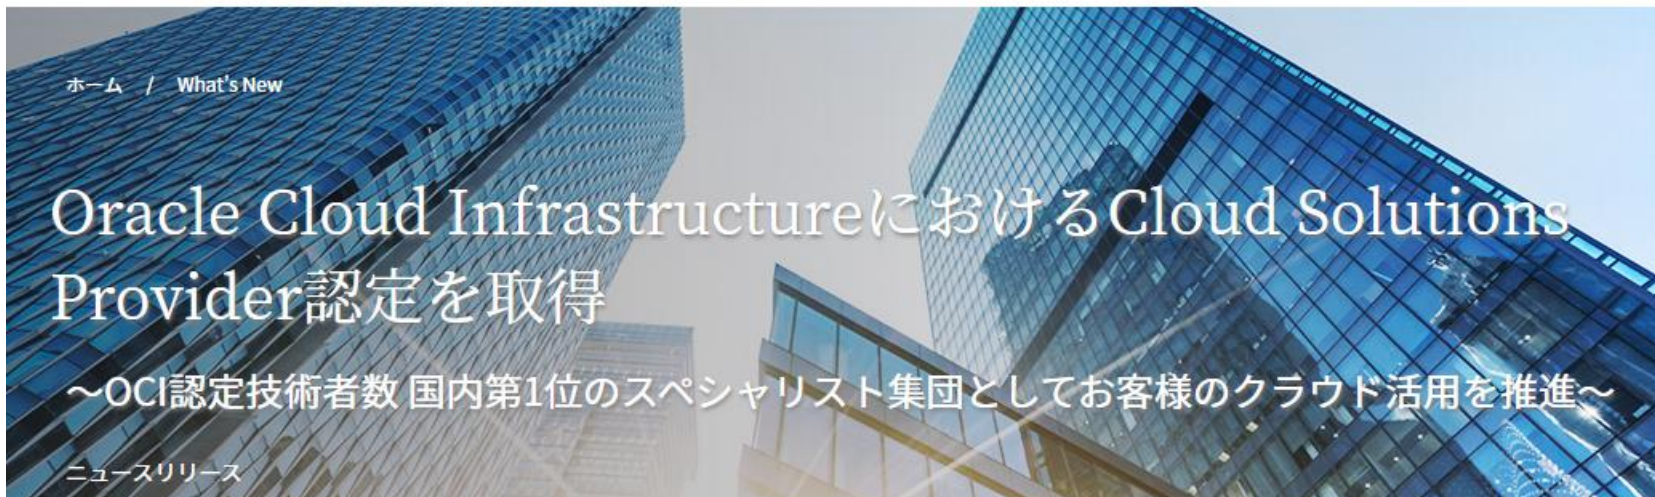 ホーム / What's New
Oracle Cloud InfrastructureにおけるCloud Solutions
Provider認定を取得
～OCI認定技術者数 国内第1位のスペシャリスト集団としてお客様のクラウド活用を推進～
ニュースリリース